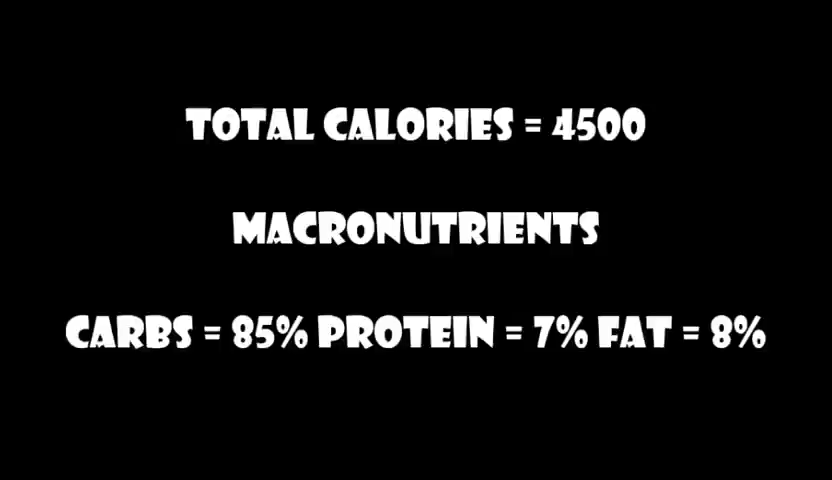 TOTAL CALORIES = 4500
MACRONUTRIENTS
CARBS = 85% PROTEIN = 7% FAT = 8%